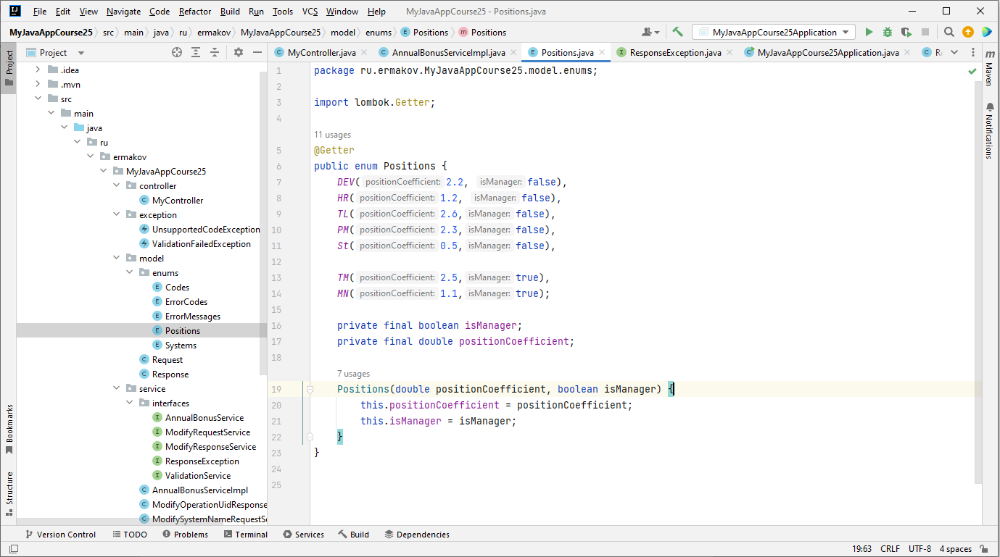 File Edit View Navigate Code Refactor Build Run Tools VCS Window Help MyJavaAppCourse25 - Positions.java
MyJavaAppCourse25 src main java ru ermakov MyJavaAppCourse25 model enums Positions Positions MyJavaAppCourse25Application
Project MyController.java AnnualBonusServiceImpl.java Positions.java ResponseException.java MyJavaAppCourse25Application.java
Project
Bookmarks
Structure
.idea
.mvn
src
main
java
ru
ermakov
MyJavaAppCourse25
controller
MyController
exception
UnsupportedCodeException
ValidationFailedException
model
enums
Codes
ErrorCodes
ErrorMessages
Positions
Systems
Request
Response
service
interfaces
AnnualBonusService
ModifyRequestService
ModifyResponseService
ResponseException
ValidationService
AnnualBonusServiceImpl
ModifyOperationUidResponse
ModifySystemNameRequestSe
1 package ru.ermakov.MyJavaAppCourse25.model.enums;
2
3 import lombok.Getter;
4
11 usages
5 @Getter
6 public enum Positions {
7 DEV( positionCoefficient: 2.2, isManager: false),
8 HR( positionCoefficient: 1.2, isManager: false),
9 TL( positionCoefficient: 2.6, isManager: false),
10 PM( positionCoefficient: 2.3, isManager: false),
11 St( positionCoefficient: 0.5, isManager: false),
12
13 TM( positionCoefficient: 2.5, isManager: true),
14 MN( positionCoefficient: 1.1, isManager: true);
15
16 private final boolean isManager;
17 private final double positionCoefficient;
18
7 usages
19 Positions(double positionCoefficient, boolean isManager) {
20 this.positionCoefficient = positionCoefficient;
21 this.isManager = isManager;
22 }
23 }
24
25
m
Maven
Notifications
Version Control TODO Problems Terminal Services Build Dependencies
19:63 CRLF UTF-8 4 spaces